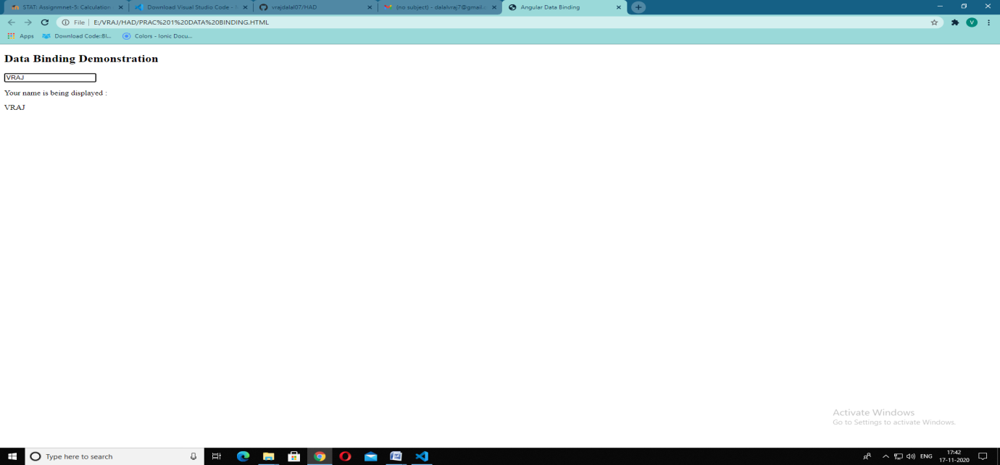 STAT: Assignmnet-5: Calculation
Download Visual Studio Code -
vrajdalal07/HAD
(no subject) - dalalvraj7@gmail.c
Angular Data Binding
File
E:/VRAJ/HAD/PRAC%201%20DATA%20BINDING.HTML
V
Apps
Download Code::Bl...
Colors - Ionic Docu...
Data Binding Demonstration
VRAJ
Your name is being displayed :
VRAJ
Activate Windows
Go to Settings to activate Windows.
Type here to search
ENG
17:42
17-11-2020